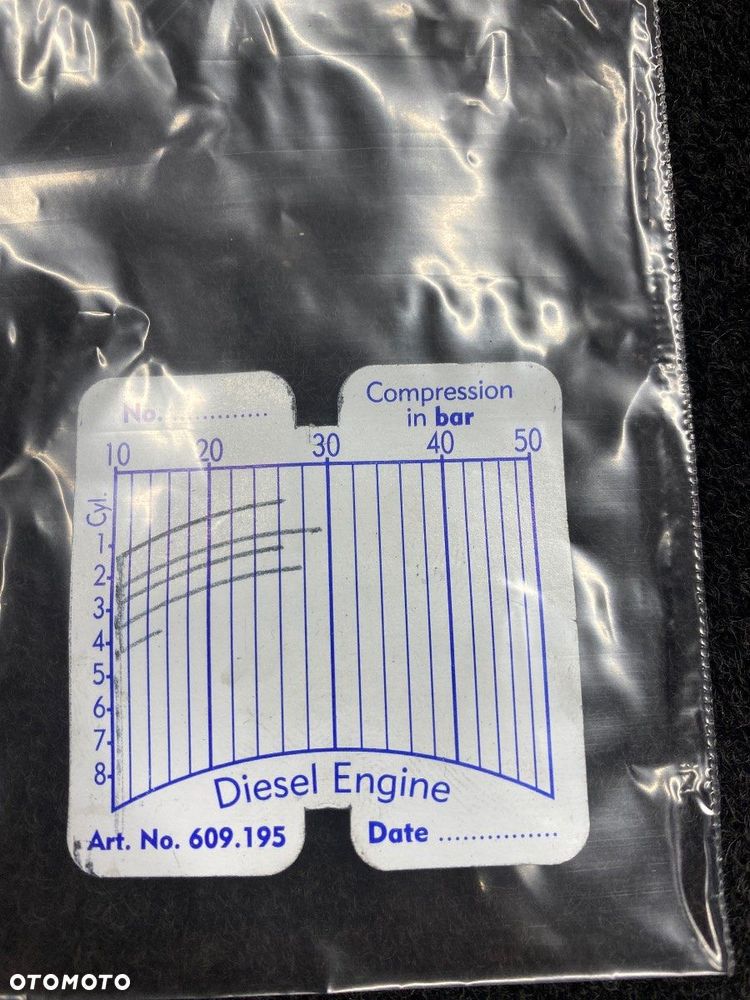 No. ..............
Compression
in bar
10 20 30 40 50
Cyl.
1
2
3
4
5
6
7
8
Diesel Engine
Art. No. 609.195
Date ...............
OTOMOTO